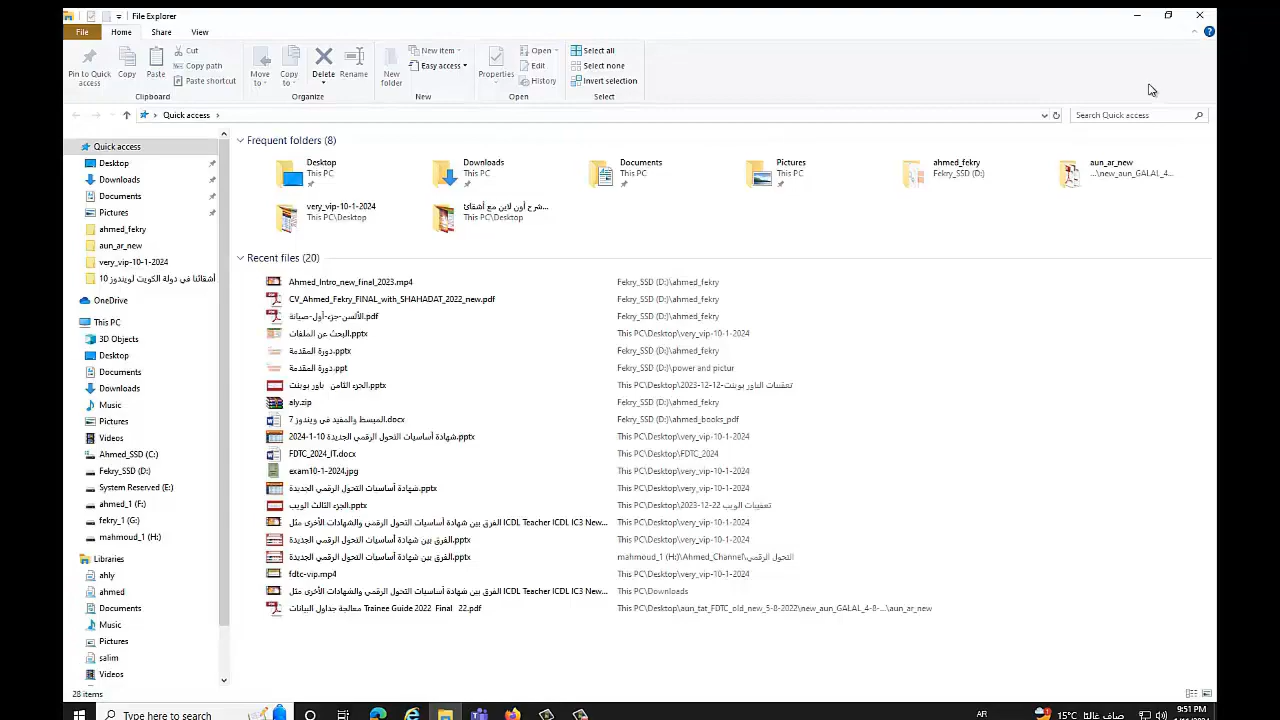 File Explorer
File Home Share View
Pin to Quick access
Copy
Paste
Cut
Copy path
Paste shortcut
Move to
Copy to
Delete
Rename
New folder
New item
Easy access
Properties
Open
Edit
History
Select all
Select none
Invert selection
Clipboard Organize New Open Select
Quick access
Search Quick access
Quick access
Desktop
Downloads
Documents
Pictures
ahmed_fekry
aun_ar_new
very_vip-10-1-2024
أشقائنا في دولة الكويت لويندوز 10
OneDrive
This PC
3D Objects
Desktop
Documents
Downloads
Music
Pictures
Videos
Ahmed_SSD (C:)
Fekry_SSD (D:)
System Reserved (E:)
ahmed_1 (F:)
fekry_1 (G:)
mahmoud_1 (H:)
Libraries
ahly
ahmed
Documents
Music
Pictures
salim
Videos
Frequent folders (8)
Desktop
This PC
Downloads
This PC
Documents
This PC
Pictures
This PC
ahmed_fekry
Fekry_SSD (D:)
aun_ar_new
...\new_aun_GALAL_4...
very_vip-10-1-2024
This PC\Desktop
شرح أون لاين مع أشقائ...
This PC\Desktop
Recent files (20)
Ahmed_Intro_new_final_2023.mp4 Fekry_SSD (D:)\ahmed_fekry
CV_Ahmed_Fekry_FINAL_with_SHAHADAT_2022_new.pdf Fekry_SSD (D:)\ahmed_fekry
الألسن-جزء-أول-صيانة.pdf Fekry_SSD (D:)\ahmed_fekry
البحث عن الملفات.pptx This PC\Desktop\very_vip-10-1-2024
دورة المقدمة.pptx Fekry_SSD (D:)\ahmed_fekry
دورة المقدمة.ppt Fekry_SSD (D:)\power and pictur
الجزء الثامن باور بوينت.pptx This PC\Desktop\2023-12-12-تعقيبات الباور بوينت
aly.zip Fekry_SSD (D:)\ahmed_fekry
المبسط والمفيد في ويندوز 7.docx Fekry_SSD (D:)\ahmed_books_pdf
شهادة أساسيات التحول الرقمي الجديدة 10-1-2024.pptx This PC\Desktop\very_vip-10-1-2024
FDTC_2024_IT.docx This PC\Desktop\FDTC_2024
exam10-1-2024.jpg This PC\Desktop\very_vip-10-1-2024
شهادة أساسيات التحول الرقمي الجديدة.pptx This PC\Desktop\very_vip-10-1-2024
الجزء الثالث الويب.pptx This PC\Desktop\2023-12-22 تعقيبات الويب
الفرق بين شهادة أساسيات التحول الرقمي والشهادات الأخرى مثل ICDL Teacher ICDL IC3 New... This PC\Desktop\very_vip-10-1-2024
الفرق بين شهادة أساسيات التحول الرقمي الجديدة.pptx This PC\Desktop\very_vip-10-1-2024
الفرق بين شهادة أساسيات التحول الرقمي الجديدة.pptx mahmoud_1 (H:)\Ahmed_Channel\التحول الرقمي
fdtc-vip.mp4 This PC\Desktop\very_vip-10-1-2024
الفرق بين شهادة أساسيات التحول الرقمي والشهادات الأخرى مثل ICDL Teacher ICDL IC3 New... This PC\Downloads
معالجة جداول البيانات Trainee Guide 2022 Final 22.pdf This PC\Desktop\aun_tat_FDTC_old_new_5-8-2022\new_aun_GALAL_4-8-...\aun_ar_new
28 items
Type here to search
15°C صاف غالبًا
AR
9:51 PM